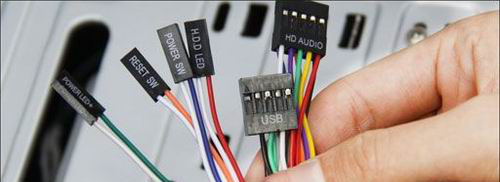 POWER LED+
RESET SW
POWER SW
H.D.D LED
HD AUDIO
USB